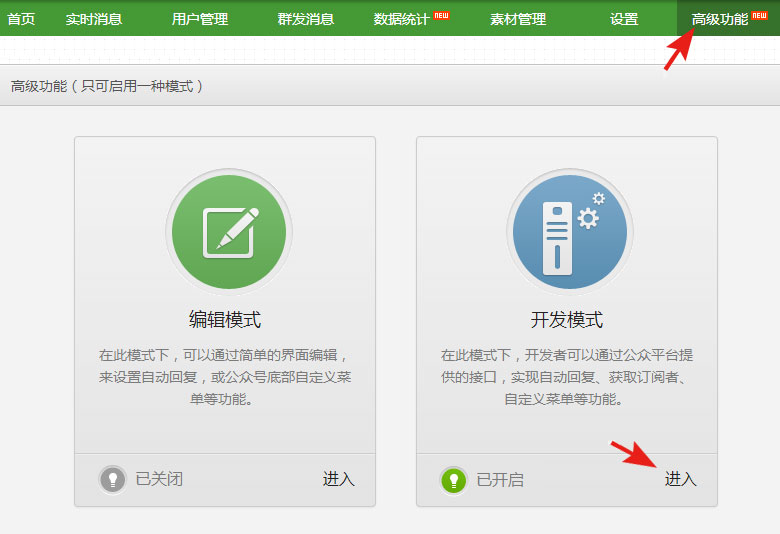 首页 实时消息 用户管理 群发消息 数据统计 NEW 素材管理 设置 高级功能 NEW
高级功能（只可启用一种模式）
编辑模式
在此模式下，可以通过简单的界面编辑，
来设置自动回复，或公众号底部自定义菜
单等功能。
已关闭 进入
开发模式
在此模式下，开发者可以通过公众平台提
供的接口，实现自动回复、获取订阅者、
自定义菜单等功能。
已开启 进入